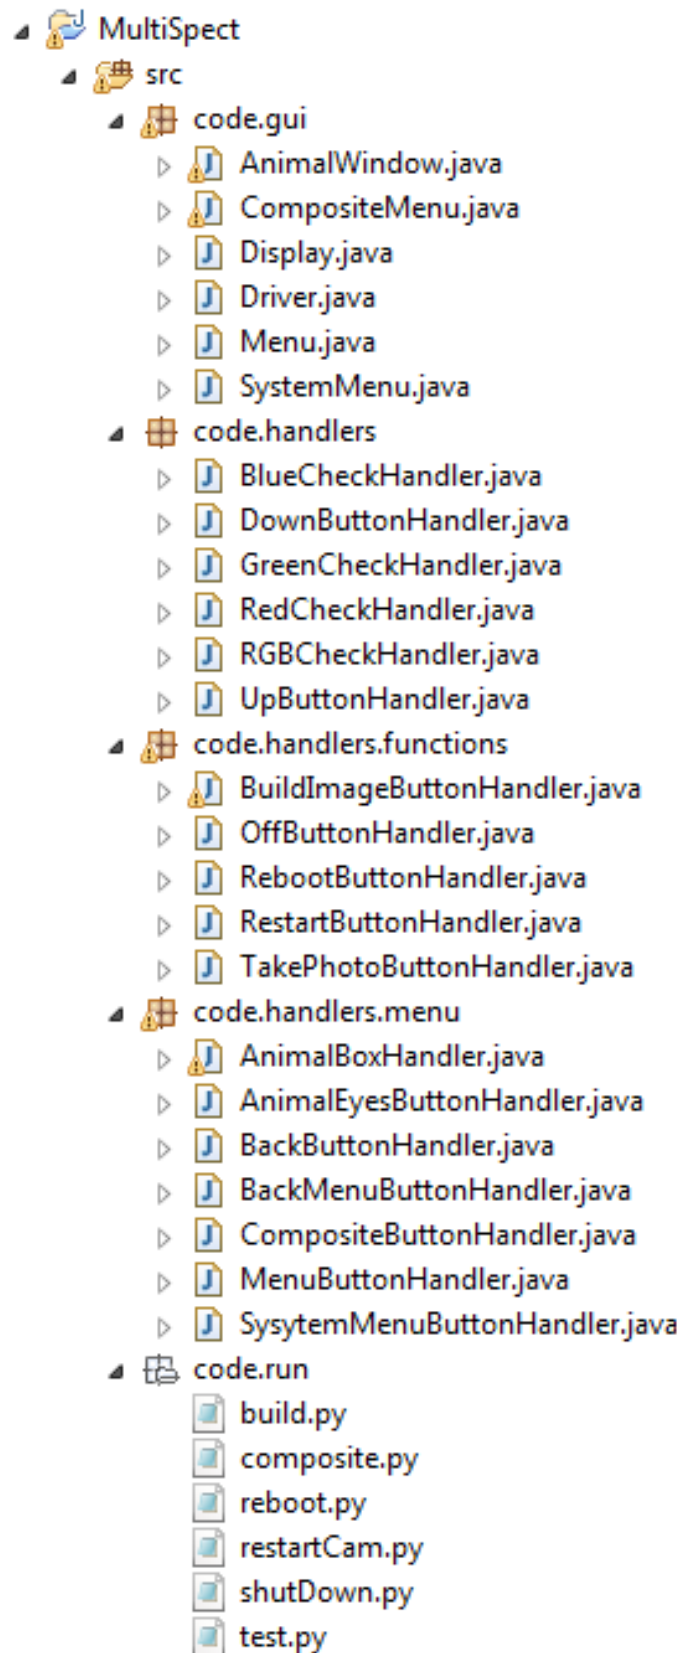 MultiSpect
src
code.gui
AnimalWindow.java
CompositeMenu.java
Display.java
Driver.java
Menu.java
SystemMenu.java
code.handlers
BlueCheckHandler.java
DownButtonHandler.java
GreenCheckHandler.java
RedCheckHandler.java
RGBCheckHandler.java
UpButtonHandler.java
code.handlers.functions
BuildImageButtonHandler.java
OffButtonHandler.java
RebootButtonHandler.java
RestartButtonHandler.java
TakePhotoButtonHandler.java
code.handlers.menu
AnimalBoxHandler.java
AnimalEyesButtonHandler.java
BackButtonHandler.java
BackMenuButtonHandler.java
CompositeButtonHandler.java
MenuButtonHandler.java
SysytemMenuButtonHandler.java
code.run
build.py
composite.py
reboot.py
restartCam.py
shutDown.py
test.py